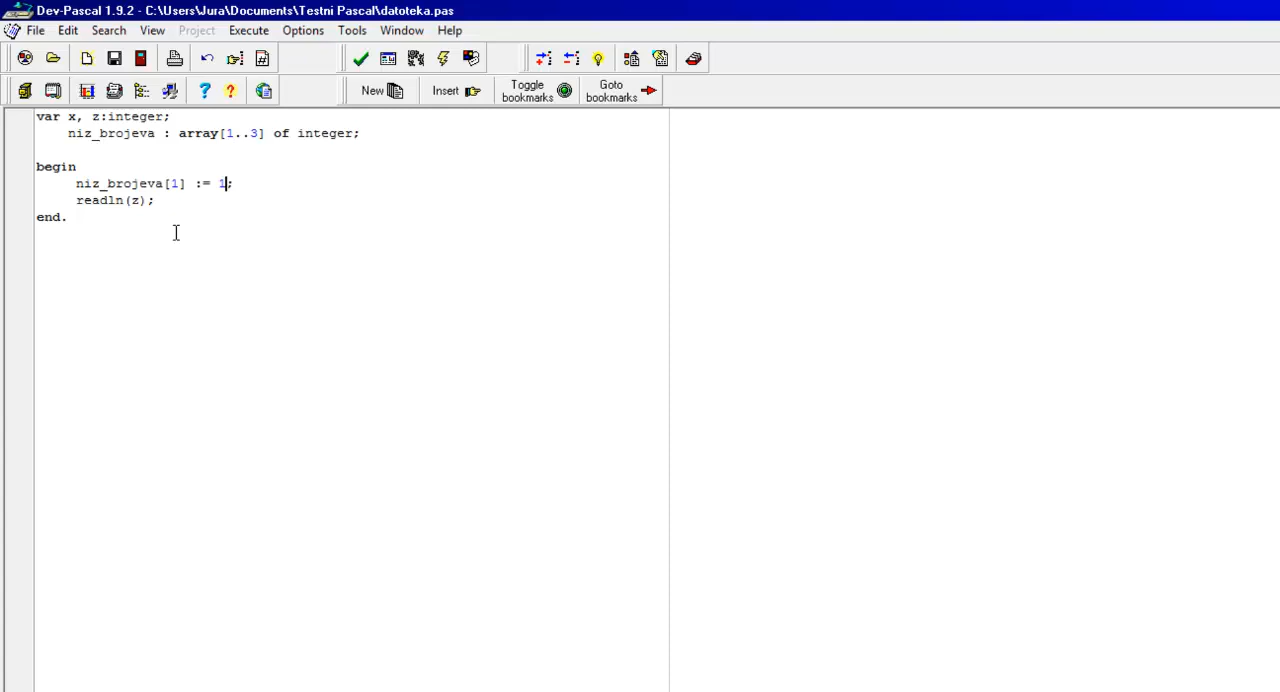 Dev-Pascal 1.9.2 - C:\Users\Jura\Documents\Testni Pascal\datoteka.pas
File Edit Search View Project Execute Options Tools Window Help
New Insert Toggle bookmarks Goto bookmarks
var x, z:integer;
niz_brojeva : array[1..3] of integer;
begin
niz_brojeva[1] := 1;
readln(z);
end.